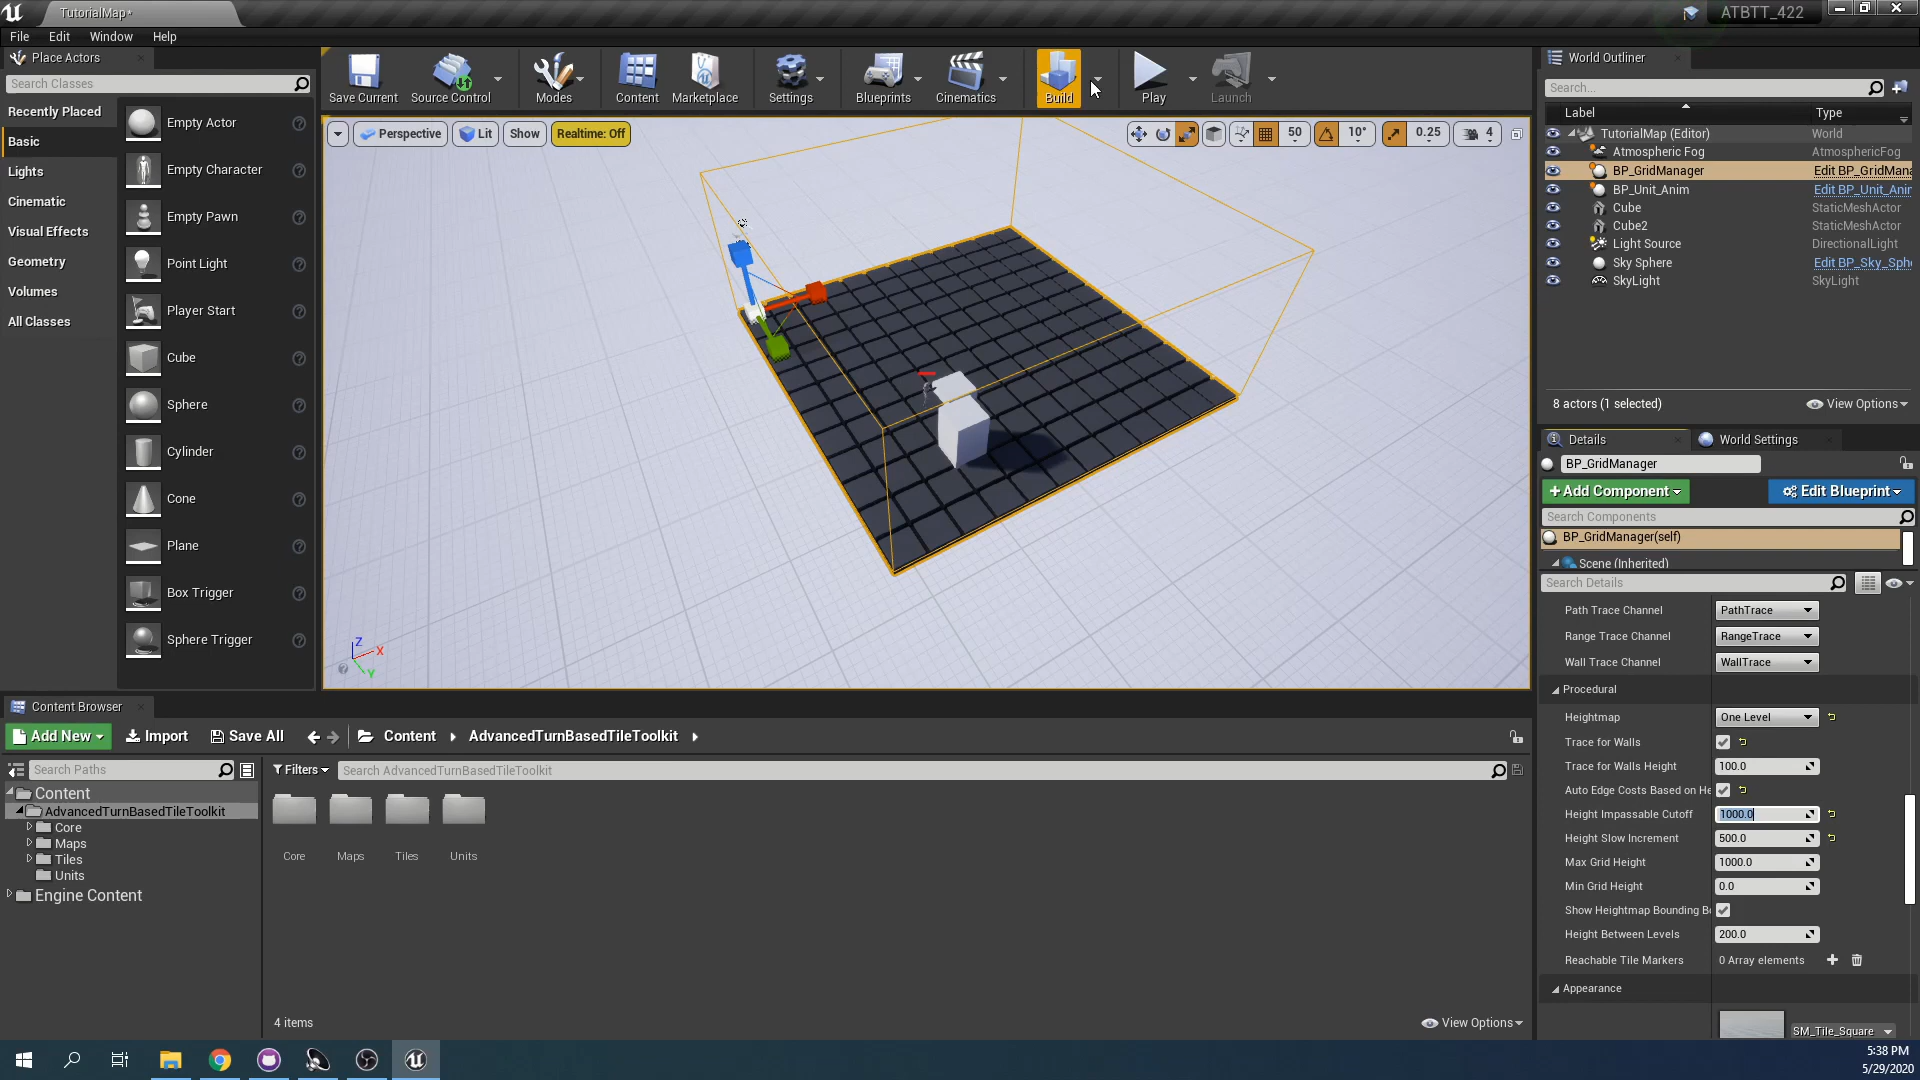 TutorialMap*
ATBTT_422
File
Edit
Window
Help
Place Actors
Search Classes
Recently Placed
Basic
Lights
Cinematic
Visual Effects
Geometry
Volumes
All Classes
Empty Actor
Empty Character
Empty Pawn
Point Light
Player Start
Cube
Sphere
Cylinder
Cone
Plane
Box Trigger
Sphere Trigger
Save Current
Source Control
Modes
Content
Marketplace
Settings
Blueprints
Cinematics
Build
Play
Launch
Perspective
Lit
Show
Realtime: Off
50
10°
0.25
4
Z
X
Y
World Outliner
Search...
Label
Type
TutorialMap (Editor)
World
Atmospheric Fog
AtmosphericFog
BP_GridManager
Edit BP_GridMana
BP_Unit_Anim
Edit BP_Unit_Anin
Cube
StaticMeshActor
Cube2
StaticMeshActor
Light Source
DirectionalLight
Sky Sphere
Edit BP_Sky_Sphe
SkyLight
SkyLight
8 actors (1 selected)
View Options
Details
World Settings
BP_GridManager
+Add Component
Edit Blueprint
Search Components
BP_GridManager(self)
Scene (Inherited)
Search Details
Path Trace Channel
PathTrace
Range Trace Channel
RangeTrace
Wall Trace Channel
WallTrace
Procedural
Heightmap
One Level
Trace for Walls
Trace for Walls Height
100.0
Auto Edge Costs Based on He
Height Impassable Cutoff
1000.0
Height Slow Increment
500.0
Max Grid Height
1000.0
Min Grid Height
0.0
Show Heightmap Bounding Bo
Height Between Levels
200.0
Reachable Tile Markers
0 Array elements
Appearance
SM_Tile_Square
Content Browser
Add New
Import
Save All
Content
AdvancedTurnBasedTileToolkit
Search Paths
Filters
Search AdvancedTurnBasedTileToolkit
Content
AdvancedTurnBasedTileToolkit
Core
Maps
Tiles
Units
Engine Content
Core
Maps
Tiles
Units
4 items
View Options
5:38 PM
5/29/2020